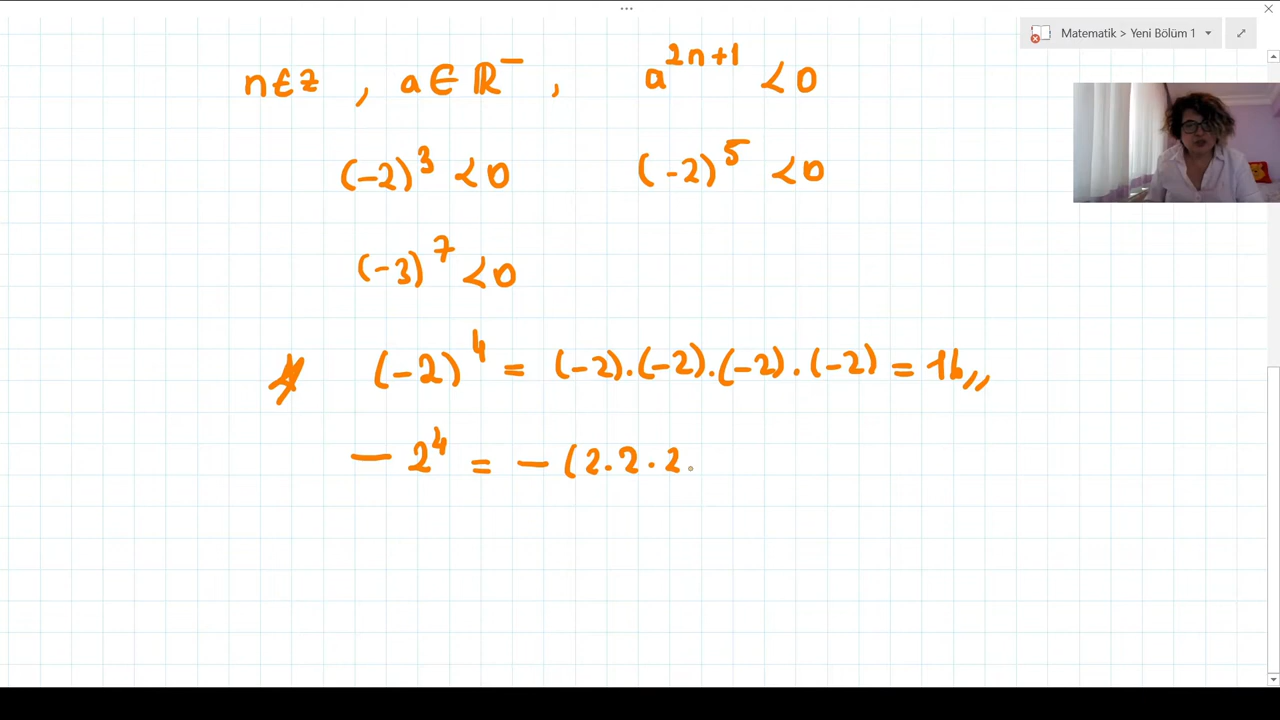 Matematik > Yeni Bölüm 1
n∈Z , a∈ℝ⁻ , a²ⁿ⁺¹ <0
(-2)³ <0 (-2)⁵ <0
(-3)⁷ <0
(-2)⁴ = (-2).(-2).(-2).(-2) = 16,,
- 2⁴ = - (2.2.2.